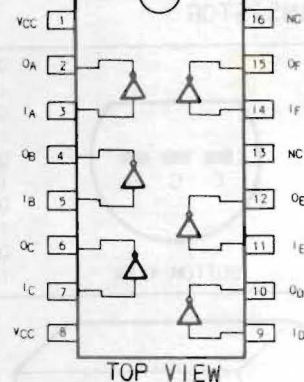 VCC 1 16 NC
OA 2 15 OF
IA 3 14 IF
OB 4 13 NC
IB 5 12 OE
OC 6 11 IE
IC 7 10 OD
VCC 8 9 ID
TOP VIEW